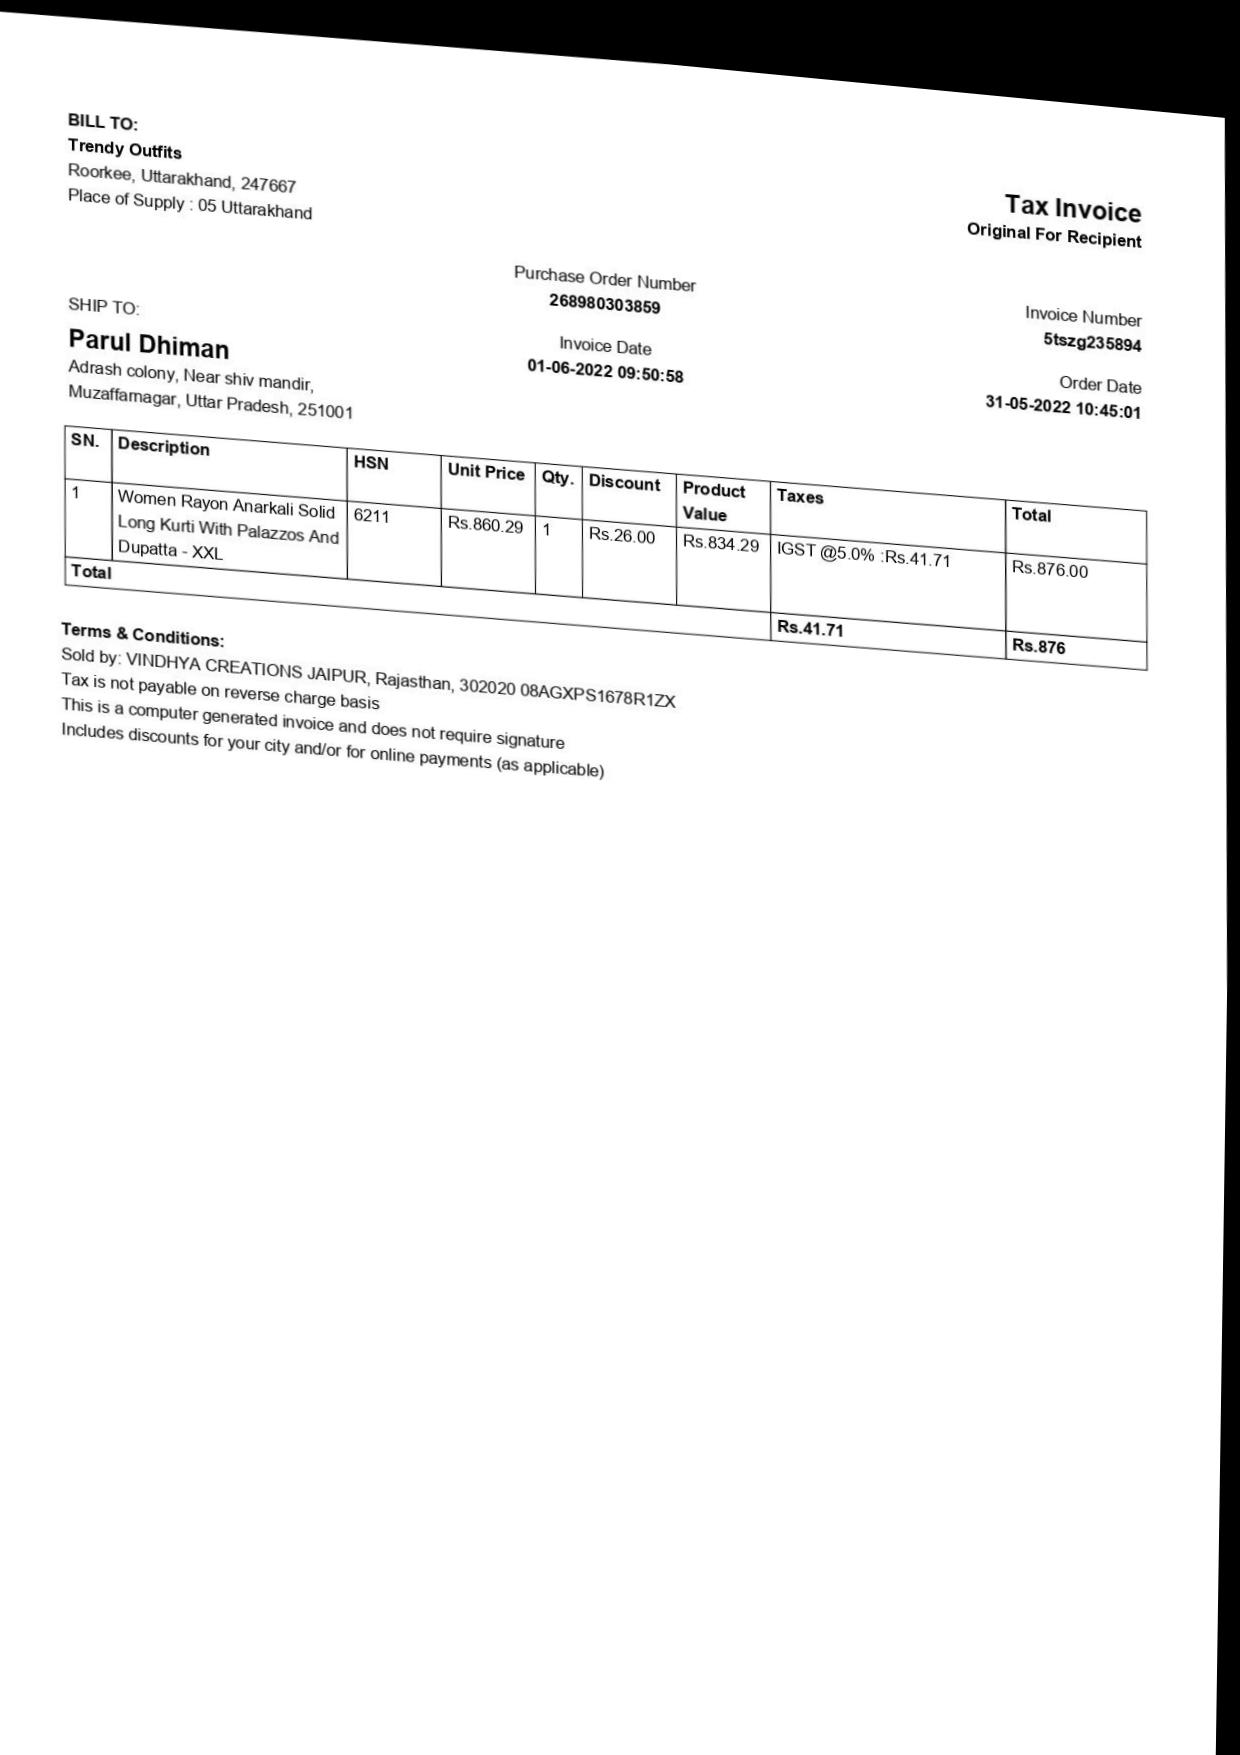 BILL TO:
Trendy Outfits
Roorkee, Uttarakhand, 247667
Place of Supply : 05 Uttarakhand
Tax Invoice
Original For Recipient
SHIP TO:
Parul Dhiman
Adrash colony, Near shiv mandir,
Muzaffarnagar, Uttar Pradesh, 251001
Purchase Order Number
268980303859
Invoice Date
01-06-2022 09:50:58
Invoice Number
5tszg235894
Order Date
31-05-2022 10:45:01
SN. Description HSN Unit Price Qty. Discount Product Value Taxes Total
1 Women Rayon Anarkali Solid 6211 Rs.860.29 1 Rs.26.00 Rs.834.29 IGST @5.0% :Rs.41.71 Rs.876.00
Long Kurti With Palazzos And
Dupatta - XXL
Total Rs.41.71 Rs.876
Terms & Conditions:
Sold by: VINDHYA CREATIONS JAIPUR, Rajasthan, 302020 08AGXPS1678R1ZX
Tax is not payable on reverse charge basis
This is a computer generated invoice and does not require signature
Includes discounts for your city and/or for online payments (as applicable)